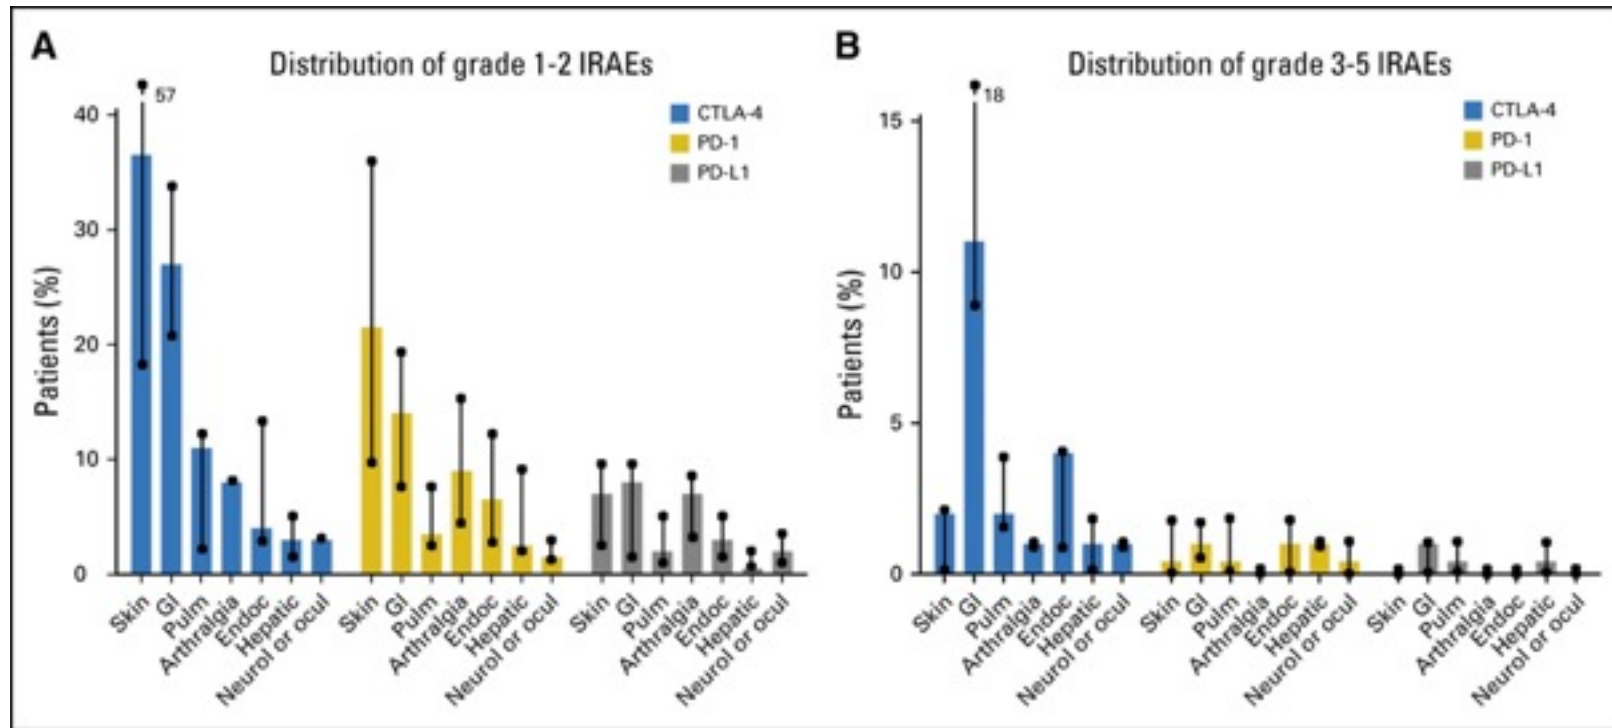 A
Distribution of grade 1-2 IRAEs
57
CTLA-4
PD-1
PD-L1
Patients (%)
40
30
20
10
0
Skin
GI
Pulm
Arthralgia
Endoc
Hepatic
Neurol or ocul
Skin
GI
Pulm
Arthralgia
Endoc
Hepatic
Neurol or ocul
Skin
GI
Pulm
Arthralgia
Endoc
Hepatic
Neurol or ocul
B
Distribution of grade 3-5 IRAEs
18
CTLA-4
PD-1
PD-L1
Patients (%)
15
10
5
0
Skin
GI
Pulm
Arthralgia
Endoc
Hepatic
Neurol or ocul
Skin
GI
Pulm
Arthralgia
Endoc
Hepatic
Neurol or ocul
Skin
GI
Pulm
Arthralgia
Endoc
Hepatic
Neurol or ocul